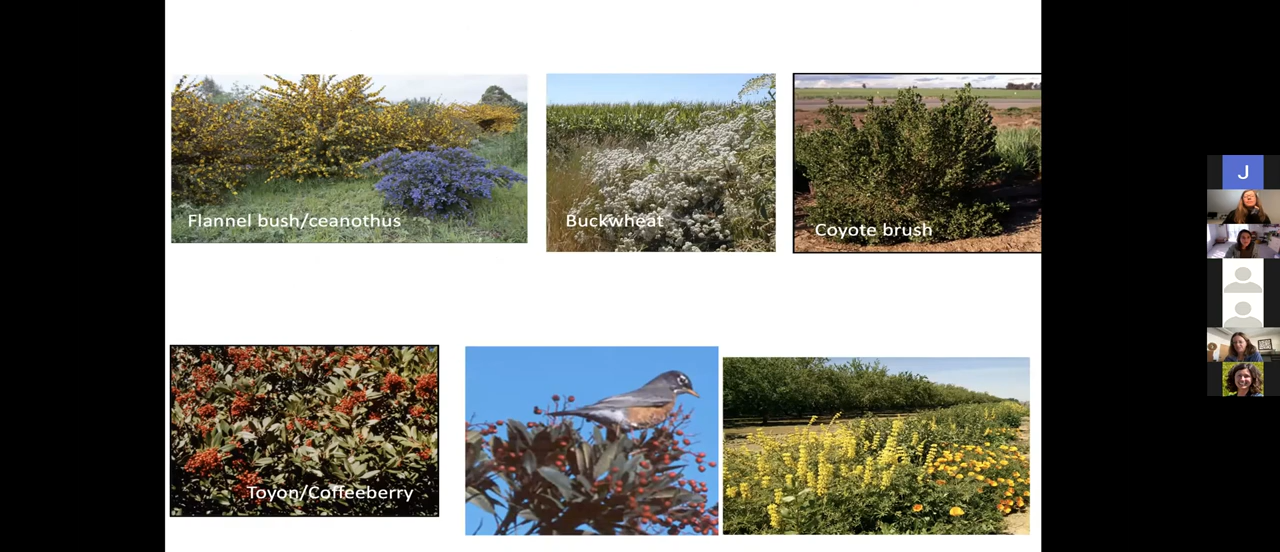 Flannel bush/ceanothus
Buckwheat
Coyote brush
J
Toyon/Coffeeberry